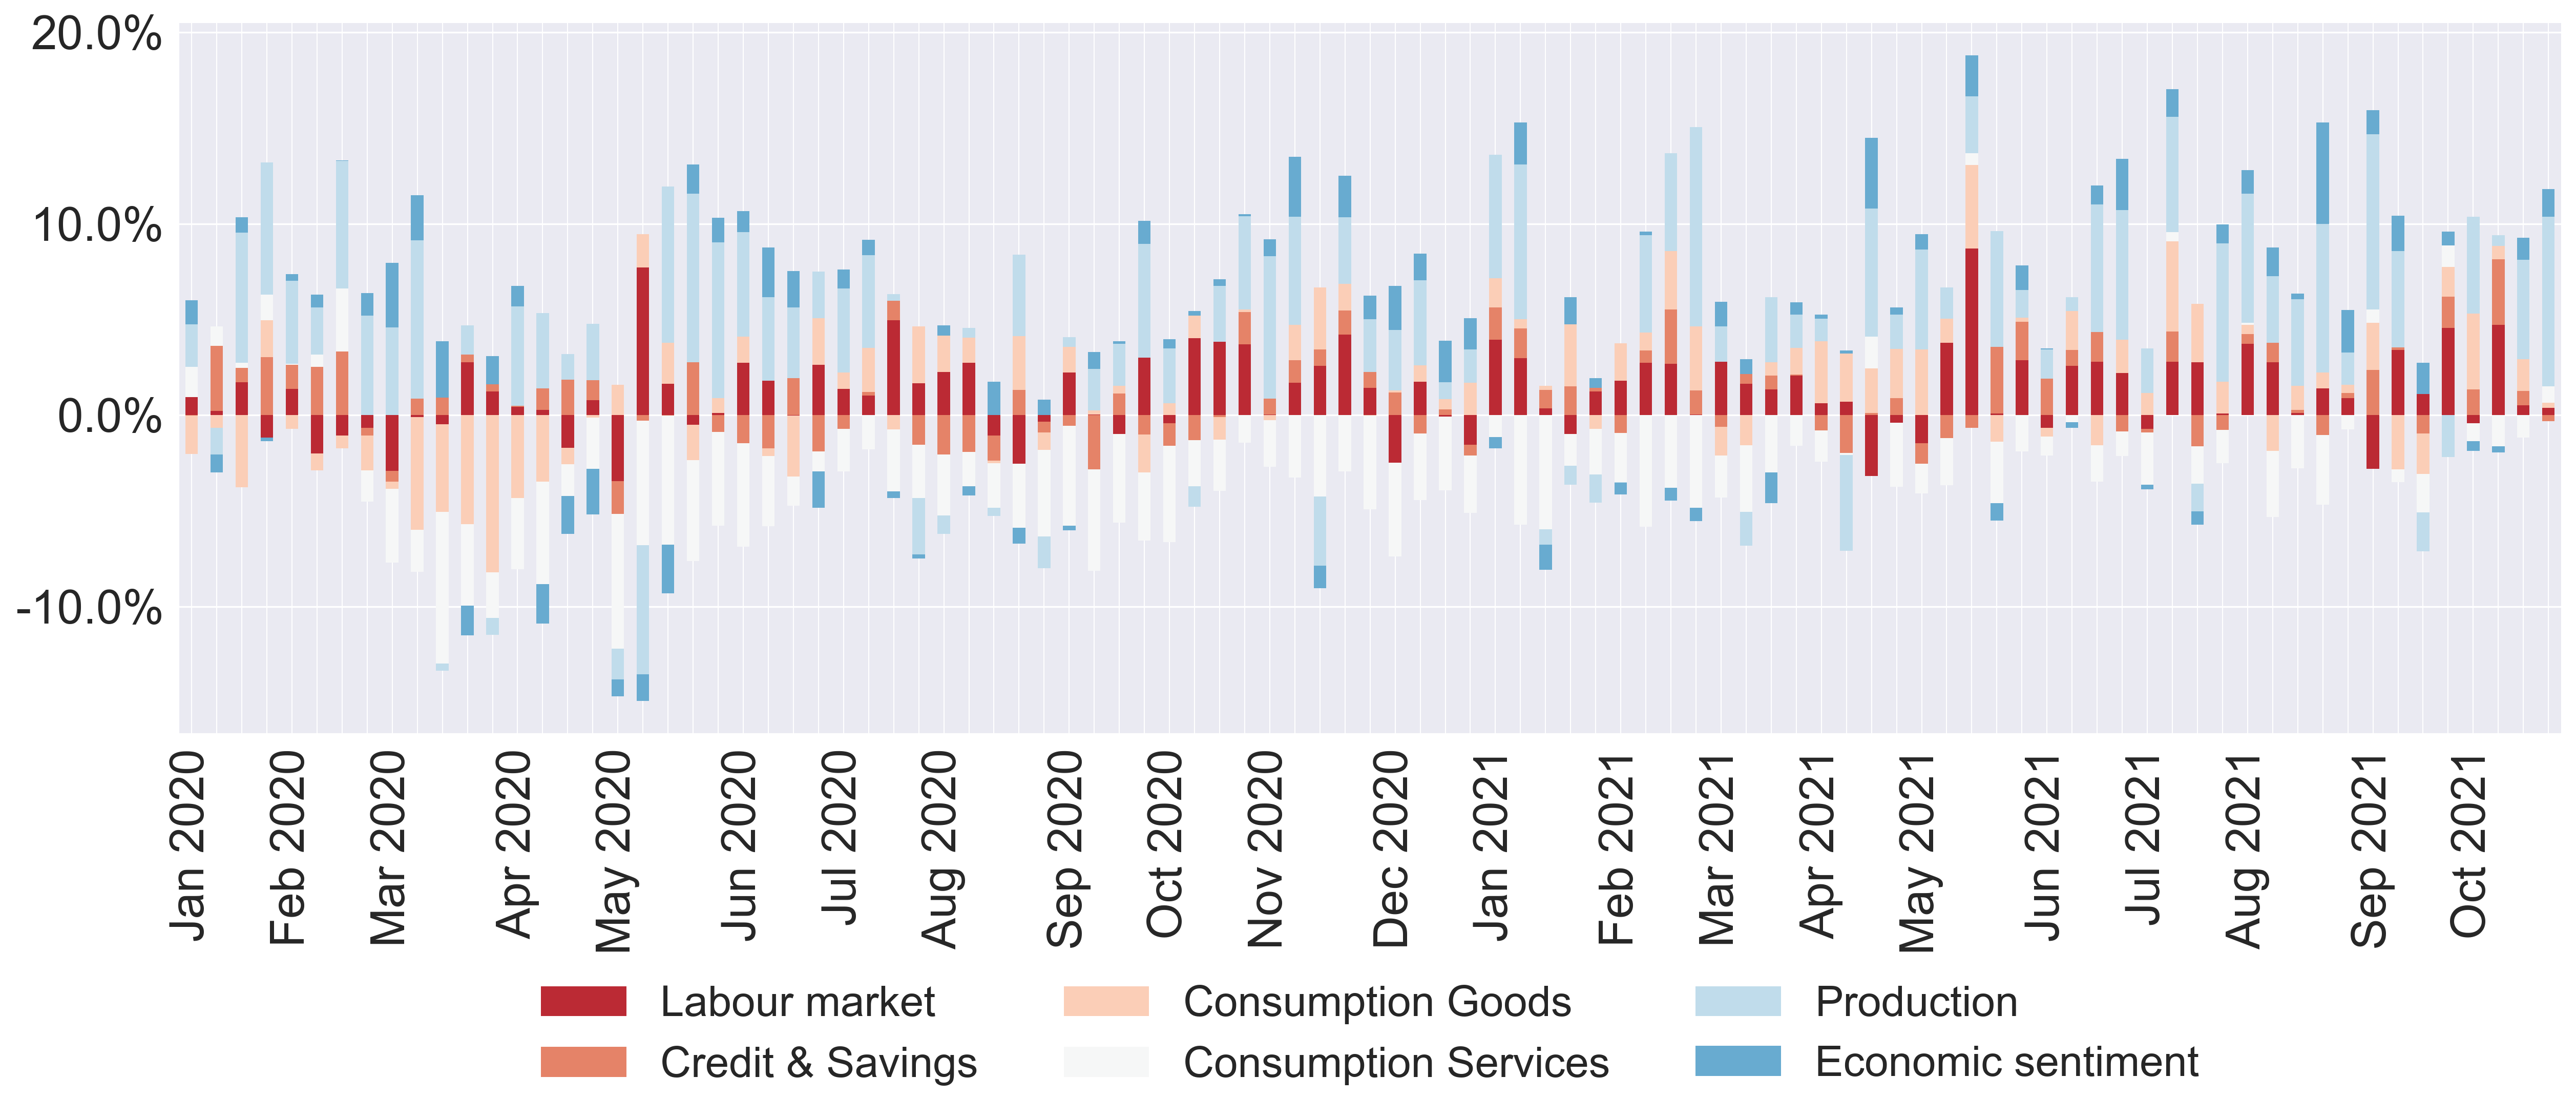 20.0%
10.0%
0.0%
-10.0%
Jan 2020
Feb 2020
Mar 2020
Apr 2020
May 2020
Jun 2020
Jul 2020
Aug 2020
Sep 2020
Oct 2020
Nov 2020
Dec 2020
Jan 2021
Feb 2021
Mar 2021
Apr 2021
May 2021
Jun 2021
Jul 2021
Aug 2021
Sep 2021
Oct 2021
Labour market
Consumption Goods
Production
Credit & Savings
Consumption Services
Economic sentiment